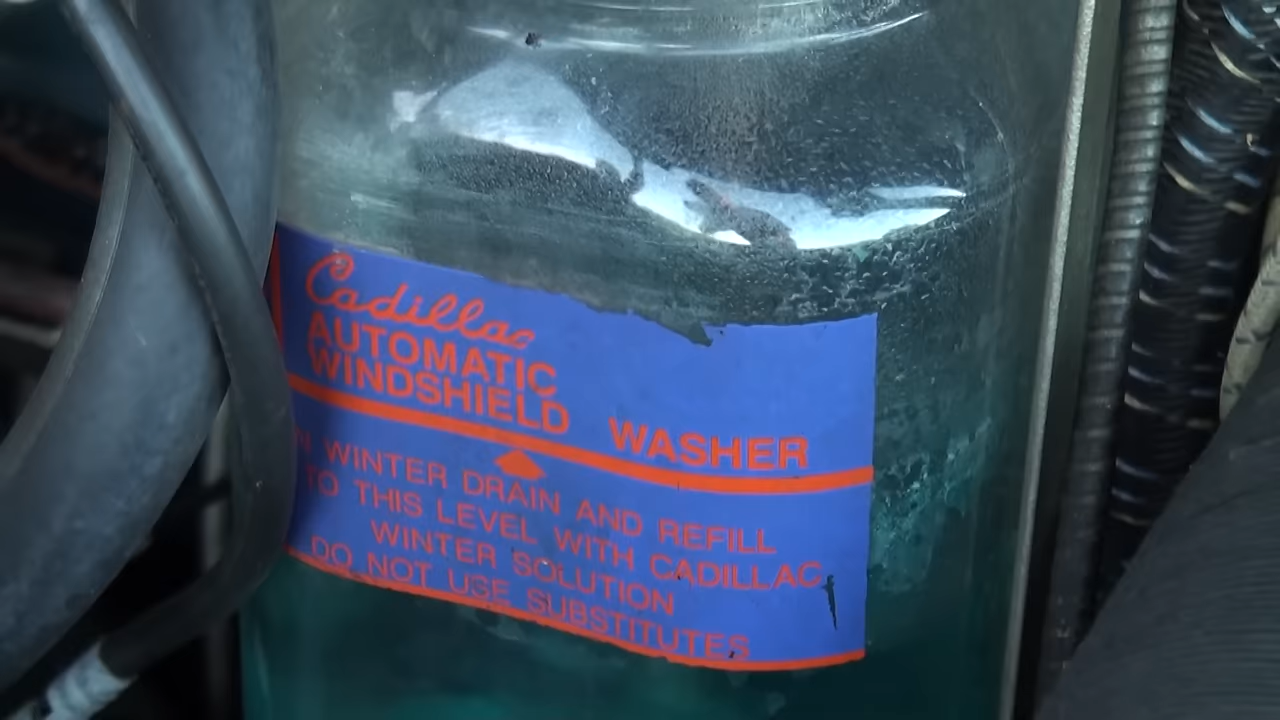 Cadillac
AUTOMATIC
WINDSHIELD WASHER
WINTER DRAIN AND REFILL
TO THIS LEVEL WITH CADILLAC
WINTER SOLUTION
DO NOT USE SUBSTITUTES